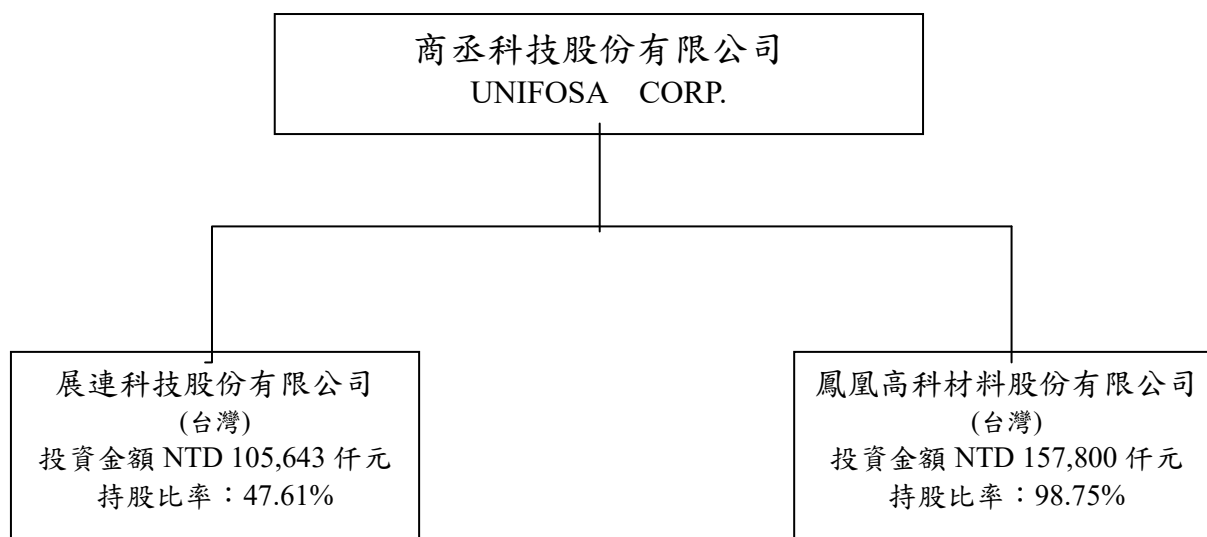 商丞科技股份有限公司
UNIFOSA CORP.
展連科技股份有限公司
(台灣)
投資金額 NTD 105,643 仟元
持股比率：47.61%
鳳凰高科材料股份有限公司
(台灣)
投資金額 NTD 157,800 仟元
持股比率：98.75%